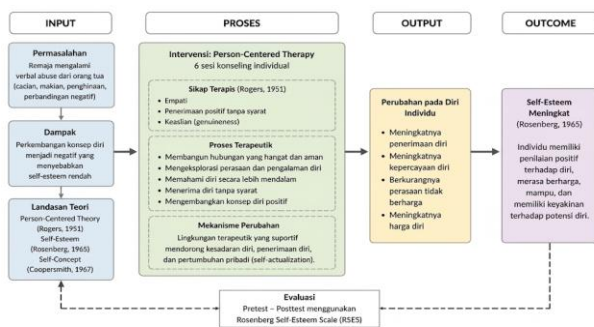 INPUT
Permasalahan
Remaja mengalami
verbal abuse dari orang tua
(cacian, makian, penghinaan,
perbandingan negatif)
Dampak
Perkembangan konsep diri
menjadi negatif yang
menyebabkan
self-esteem rendah
Landasan Teori
Person-Centered Theory
(Rogers, 1951)
Self-Esteem
(Rosenberg, 1965)
Self-Concept
(Coopersmith, 1967)
PROSES
Intervensi: Person-Centered Therapy
6 sesi konseling individual
Sikap Terapis (Rogers, 1951)
• Empati
• Penerimaan positif tanpa syarat
• Keaslian (genuineness)
Proses Terapeutik
• Membangun hubungan yang hangat dan aman
• Mengeksplorasi perasaan dan pengalaman diri
• Memahami diri secara lebih mendalam
• Menerima diri tanpa syarat
• Mengembangkan konsep diri positif
Mekanisme Perubahan
Lingkungan terapeutik yang suportif
mendorong kesadaran diri, penerimaan diri,
dan pertumbuhan pribadi (self-actualization).
OUTPUT
Perubahan pada Diri
Individu
• Meningkatnya
penerimaan diri
• Meningkatnya
kepercayaan diri
• Berkurangnya
perasaan tidak
berharga
• Meningkatnya
harga diri
OUTCOME
Self-Esteem
Meningkat
(Rosenberg, 1965)
Individu memiliki
penilaian positif
terhadap diri,
merasa berharga,
mampu, dan
memiliki keyakinan
terhadap potensi diri.
Evaluasi
Pretest – Posttest menggunakan
Rosenberg Self-Esteem Scale (RSES)